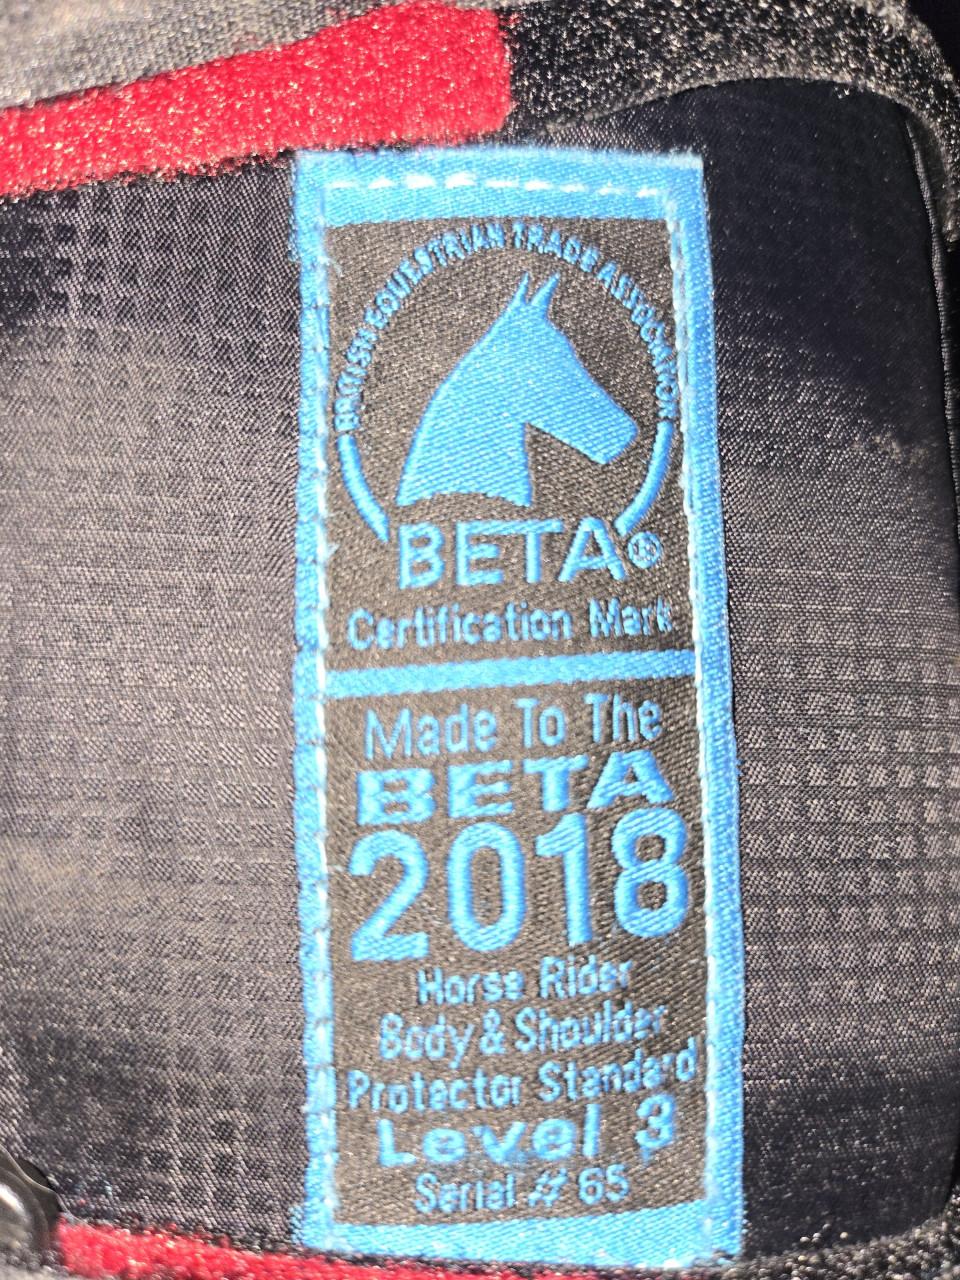 BRITISH EQUESTRIAN TRADE ASSOCIATION
BETA®
Certification Mark
Made To The
BETA
2018
Horse Rider
Body & Shoulder
Protector Standard
Level 3
Serial # 65